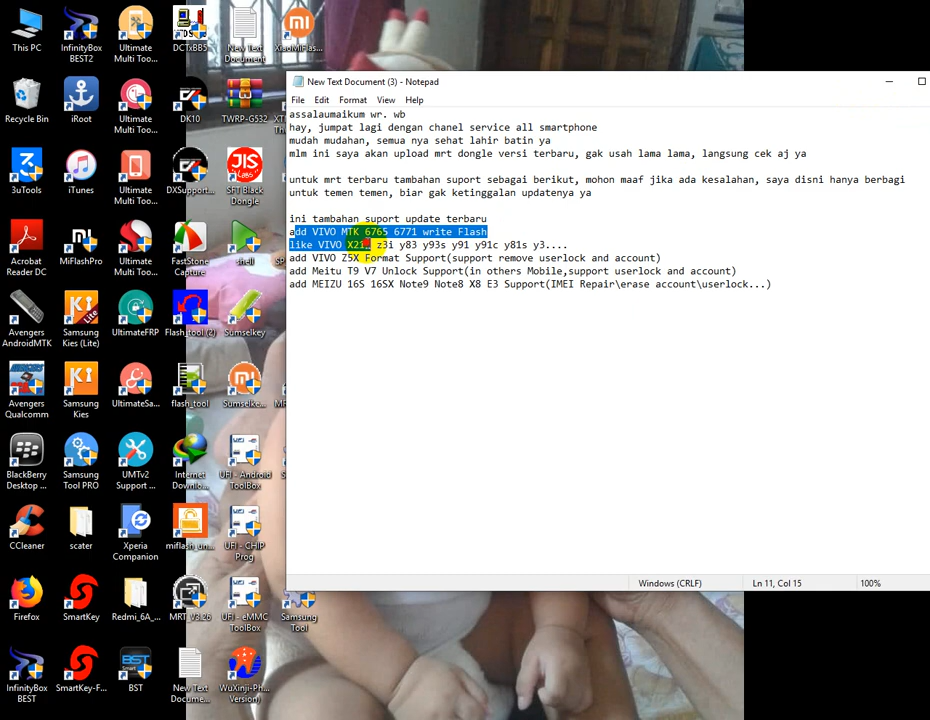 This PC
InfinityBox
BEST2
Ultimate
Multi Too...
DCTxBB5
New Text
Document
Recycle Bin
iRoot
Ultimate
Multi Too...
DK10
TWRP-G532
3uTools
iTunes
Ultimate
Multi Too...
DXSupport...
JIS
SFT Black
Dongle
Acrobat
Reader DC
MiFlashPro
Ultimate
Multi Too...
FastStone
Capture
shell
Avengers
AndroidMTK
Samsung
Kies (Lite)
UltimateFRP
Flash_tool (2)
Sumselkey
Avengers
Qualcomm
Samsung
Kies
UltimateSa...
flash_tool
Sumselke...
BlackBerry
Desktop ...
Samsung
Tool PRO
UMTv2
Support ...
Internet
Downlo...
UFI - Android
ToolBox
CCleaner
scater
Xperia
Companion
miflash_un...
UFI - CHIP
Prog
Firefox
SmartKey
Redmi_6A_...
MRT_V3.26
UFI - eMMC
ToolBox
Samsung
Tool
InfinityBox
BEST
SmartKey-F...
BST
New Text
Docume...
WuXinji-Ph...
Version)
New Text Document (3) - Notepad
File Edit Format View Help
assalaumaikum wr. wb
hay, jumpat lagi dengan chanel service all smartphone
mudah mudahan, semua nya sehat lahir batin ya
mlm ini saya akan upload mrt dongle versi terbaru, gak usah lama lama, langsung cek aj ya
untuk mrt terbaru tambahan suport sebagai berikut, mohon maaf jika ada kesalahan, saya disni hanya berbagi
untuk temen temen, biar gak ketinggalan updatenya ya
ini tambahan suport update terbaru
add VIVO MTK 6765 6771 write Flash
like VIVO z3i y83 y93s y91 y91c y81s y3....
add VIVO Z5X Format Support(support remove userlock and account)
add Meitu T9 V7 Unlock Support(in others Mobile,support userlock and account)
add MEIZU 16S 16SX Note9 Note8 X8 E3 Support(IMEI Repair\erase account\userlock...)
Windows (CRLF) Ln 11, Col 15 100%